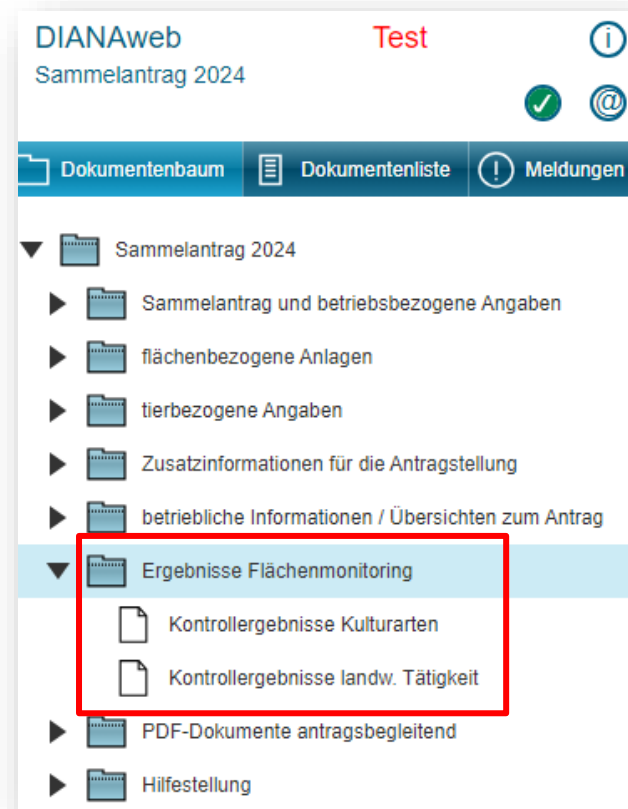 DIANAweb Test
Sammelantrag 2024
Dokumentenbaum Dokumentenliste Meldungen
Sammelantrag 2024
Sammelantrag und betriebsbezogene Angaben
flächenbezogene Anlagen
tierbezogene Angaben
Zusatzinformationen für die Antragstellung
betriebliche Informationen / Übersichten zum Antrag
Ergebnisse Flächenmonitoring
Kontrollergebnisse Kulturarten
Kontrollergebnisse landw. Tätigkeit
PDF-Dokumente antragsbegleitend
Hilfestellung